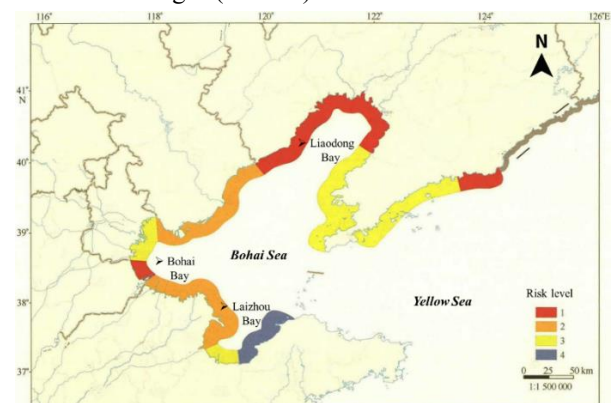 116°
118°
120°
122°
124°
126°E
41°
N
40°
39°
38°
37°
N
Liaodong
Bay
Bohai Sea
Bohai
Bay
Laizhou
Bay
Yellow Sea
Risk level
1
2
3
4
0 25 50 km
1:1 500 000